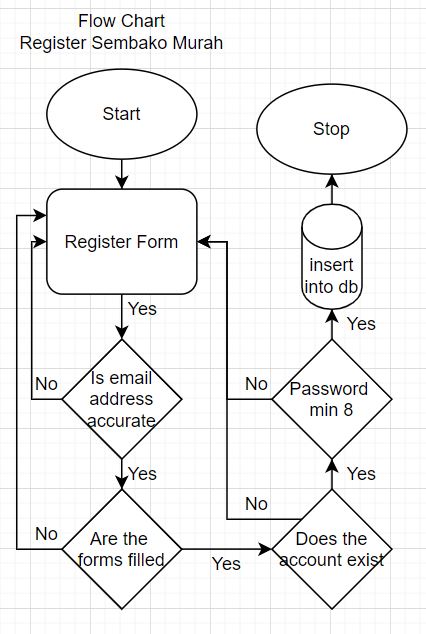 Flow Chart
Register Sembako Murah
Start
Register Form
Yes
Is email
address
accurate
No
Yes
Are the
forms filled
No
Yes
Does the
account exist
No
Yes
Password
min 8
No
Yes
insert
into db
Stop